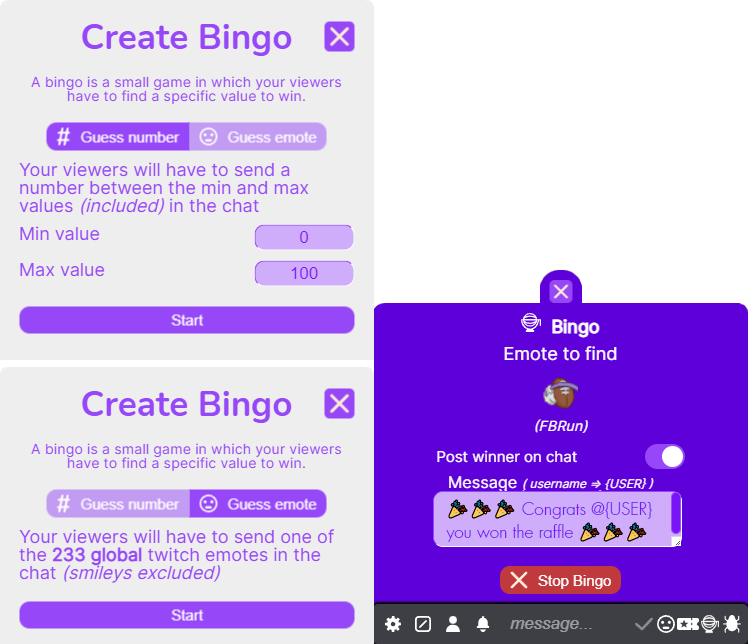 Create Bingo
A bingo is a small game in which your viewers
have to find a specific value to win.
# Guess number Guess emote
Your viewers will have to send a
number between the min and max
values (included) in the chat
Min value 0
Max value 100
Start
Create Bingo
A bingo is a small game in which your viewers
have to find a specific value to win.
# Guess number Guess emote
Your viewers will have to send one of
the 233 global twitch emotes in the
chat (smileys excluded)
Start
Bingo
Emote to find
(FBRun)
Post winner on chat
Message ( username => {USER} )
🎉 🎉 🎉 Congrats @{USER}
you won the raffle 🎉 🎉 🎉
Stop Bingo
message...